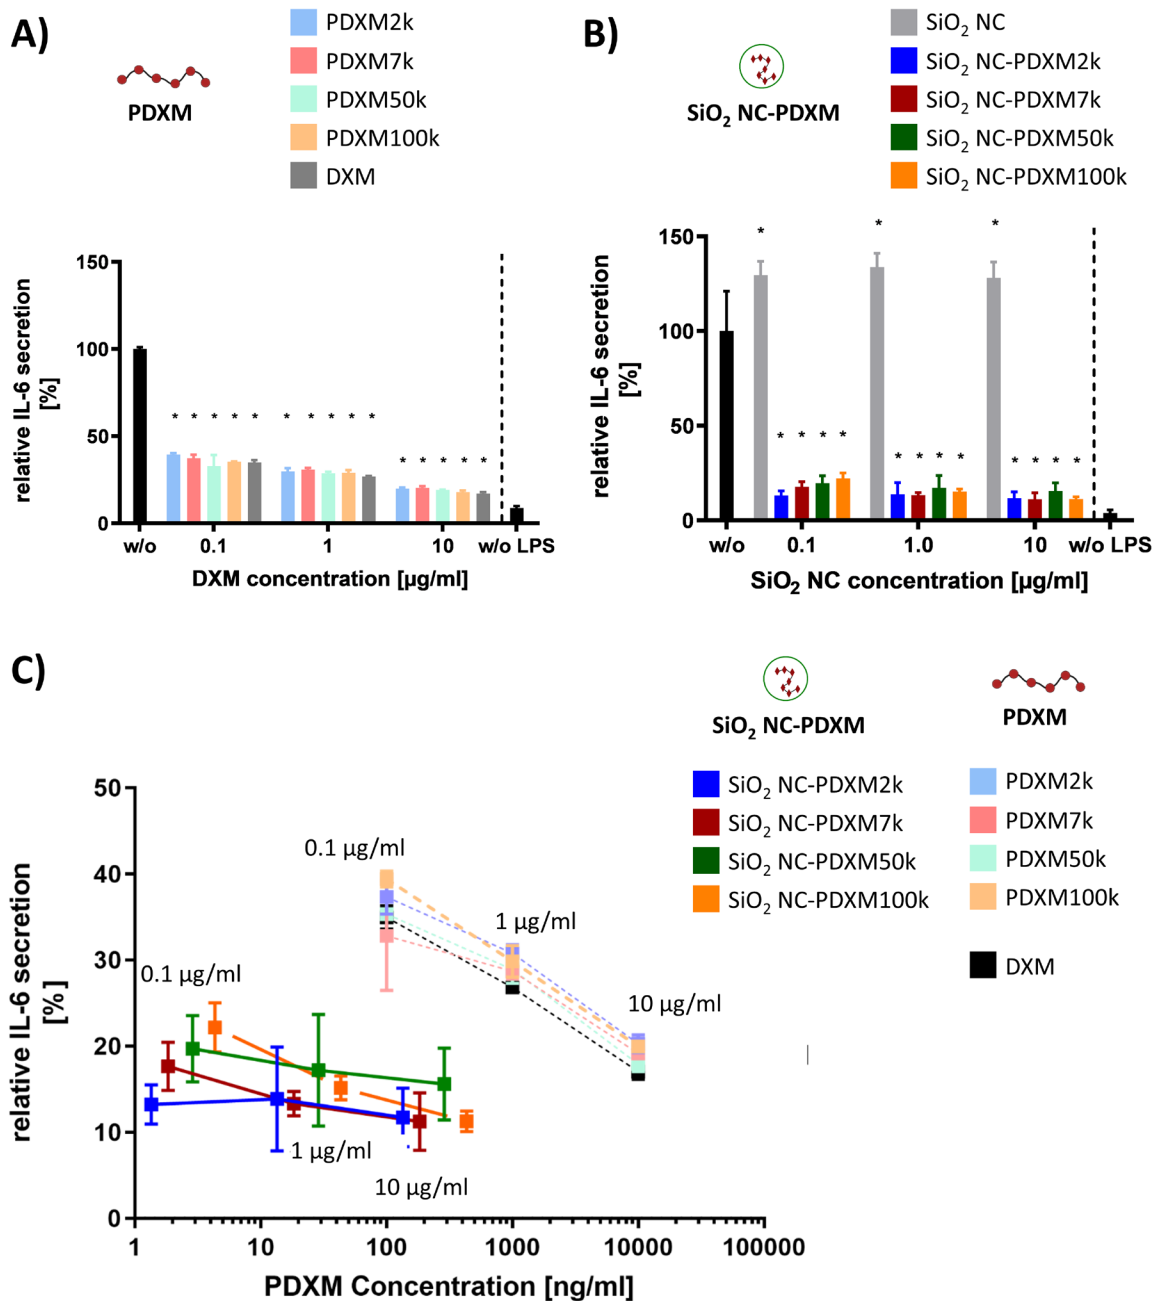 A)
PDXM
PDXM2k
PDXM7k
PDXM50k
PDXM100k
DXM
relative IL-6 secretion
[%]
150
100
50
0
* * * * * * * * * * * * * * *
w/o 0.1 1 10 w/o LPS
DXM concentration [µg/ml]
B)
SiO2 NC-PDXM
SiO2 NC
SiO2 NC-PDXM2k
SiO2 NC-PDXM7k
SiO2 NC-PDXM50k
SiO2 NC-PDXM100k
relative IL-6 secretion
[%]
150
100
50
0
* * *
* * * * * * * * * * * *
w/o 0.1 1.0 10 w/o LPS
SiO2 NC concentration [µg/ml]
C)
SiO2 NC-PDXM
PDXM
SiO2 NC-PDXM2k
SiO2 NC-PDXM7k
SiO2 NC-PDXM50k
SiO2 NC-PDXM100k
PDXM2k
PDXM7k
PDXM50k
PDXM100k
DXM
relative IL-6 secretion
[%]
50
40
30
20
10
0
0.1 µg/ml
1 µg/ml
10 µg/ml
0.1 µg/ml
1 µg/ml
10 µg/ml
1 10 100 1000 10000 100000
PDXM Concentration [ng/ml]